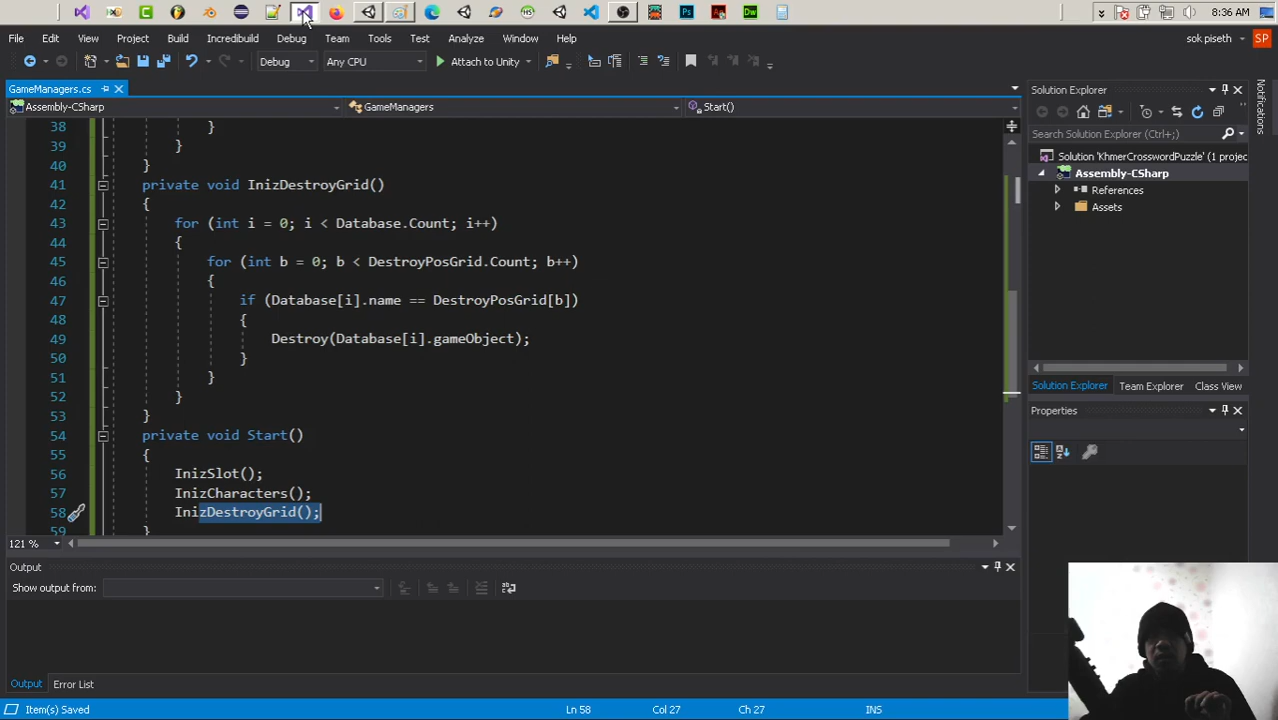 8:36 AM
File Edit View Project Build Incredibuild Debug Team Tools Test Analyze Window Help
sok piseth SP
Debug Any CPU Attach to Unity
GameManagers.cs
Assembly-CSharp GameManagers Start()
38 }
39 }
40 }
41 private void InizDestroyGrid()
42 {
43 for (int i = 0; i < Database.Count; i++)
44 {
45 for (int b = 0; b < DestroyPosGrid.Count; b++)
46 {
47 if (Database[i].name == DestroyPosGrid[b])
48 {
49 Destroy(Database[i].gameObject);
50 }
51 }
52 }
53 }
54 private void Start()
55 {
56 InizSlot();
57 InizCharacters();
58 InizDestroyGrid();
59 }
121 %
Output
Show output from:
Output Error List
Item(s) Saved Ln 58 Col 27 Ch 27 INS
Solution Explorer
Search Solution Explorer (Ctrl+;)
Solution 'KhmerCrosswordPuzzle' (1 projec
Assembly-CSharp
References
Assets
Solution Explorer Team Explorer Class View
Properties
Notifications